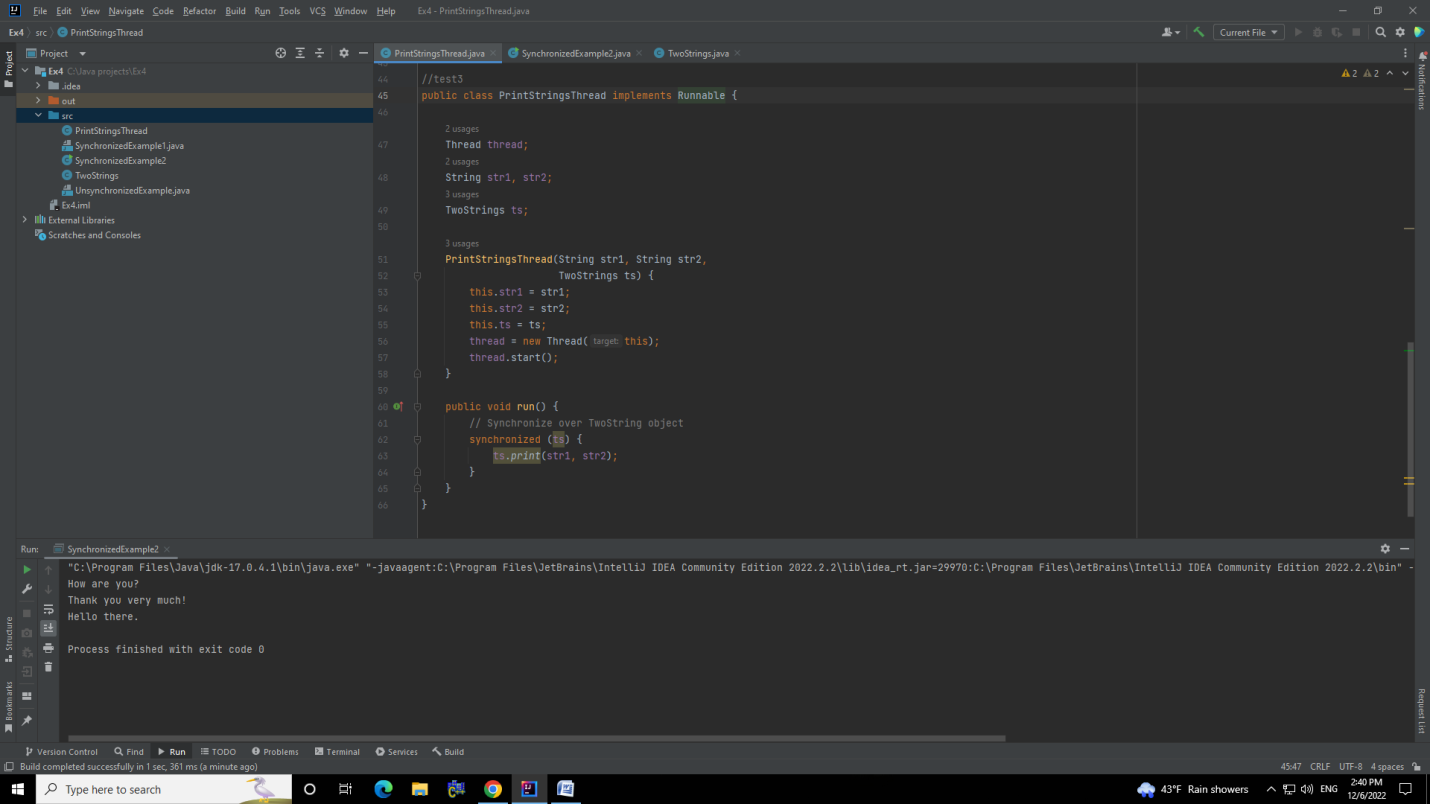 File Edit View Navigate Code Refactor Build Run Tools VCS Window Help Ex4 - PrintStringsThread.java
Ex4 src PrintStringsThread Current File
Project
Project
PrintStringsThread.java SynchronizedExample2.java TwoStrings.java
Notifications
Ex4 C:\Java projects\Ex4
.idea
out
src
PrintStringsThread
SynchronizedExample1.java
SynchronizedExample2
TwoStrings
UnsynchronizedExample.java
Ex4.iml
External Libraries
Scratches and Consoles
2 2
44 //test3
45 public class PrintStringsThread implements Runnable {
46
2 usages
47 Thread thread;
2 usages
48 String str1, str2;
3 usages
49 TwoStrings ts;
50
3 usages
51 PrintStringsThread(String str1, String str2,
52 TwoStrings ts) {
53 this.str1 = str1;
54 this.str2 = str2;
55 this.ts = ts;
56 thread = new Thread( target: this);
57 thread.start();
58 }
59
60 public void run() {
61 // Synchronize over TwoString object
62 synchronized (ts) {
63 ts.print(str1, str2);
64 }
65 }
66 }
Run: SynchronizedExample2
"C:\Program Files\Java\jdk-17.0.4.1\bin\java.exe" "-javaagent:C:\Program Files\JetBrains\IntelliJ IDEA Community Edition 2022.2.2\lib\idea_rt.jar=29970:C:\Program Files\JetBrains\IntelliJ IDEA Community Edition 2022.2.2\bin" -
How are you?
Thank you very much!
Hello there.
Process finished with exit code 0
Structure
Bookmarks
Request List
Version Control Find Run TODO Problems Terminal Services Build
Build completed successfully in 1 sec, 361 ms (a minute ago) 45:47 CRLF UTF-8 4 spaces
Type here to search 43°F Rain showers ENG 2:40 PM
12/6/2022